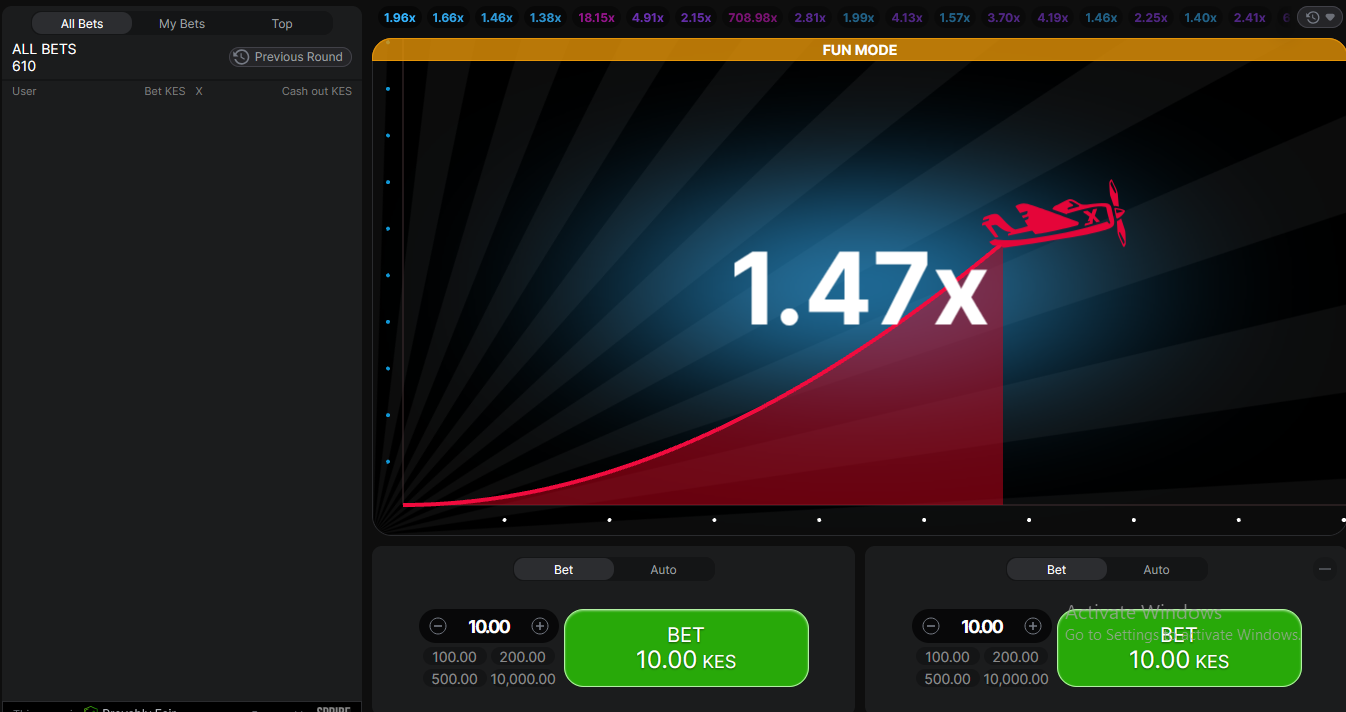 All Bets My Bets Top
1.96x 1.66x 1.46x 1.38x 18.15x 4.91x 2.15x 708.98x 2.81x 1.99x 4.13x 1.57x 3.70x 4.19x 1.46x 2.25x 1.40x 2.41x
ALL BETS
610
Previous Round
User Bet KES X Cash out KES
FUN MODE
X
1.47x
Bet Auto
10.00
100.00 200.00
500.00 10,000.00
BET
10.00 KES
Bet Auto
10.00
100.00 200.00
500.00 10,000.00
BET
10.00 KES
Activate Windows
Go to Settings to activate Windows.
Provably Fair
SPRIBE